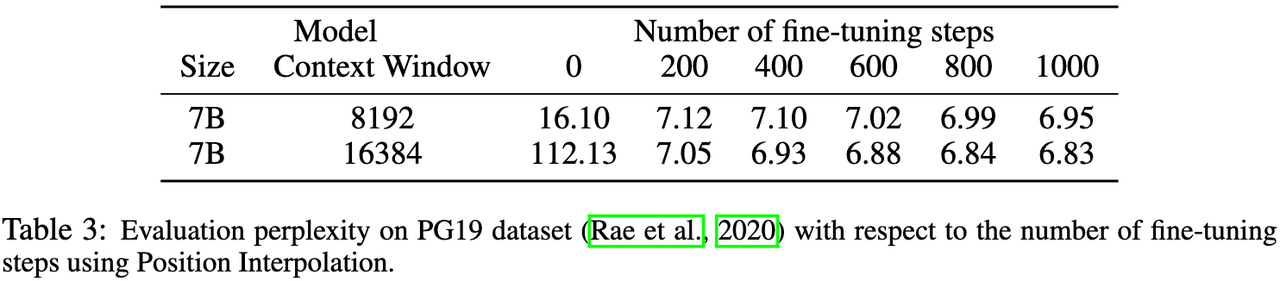 Model Number of fine-tuning steps
Size Context Window 0 200 400 600 800 1000
7B 8192 16.10 7.12 7.10 7.02 6.99 6.95
7B 16384 112.13 7.05 6.93 6.88 6.84 6.83
Table 3: Evaluation perplexity on PG19 dataset (Rae et al., 2020) with respect to the number of fine-tuning
steps using Position Interpolation.